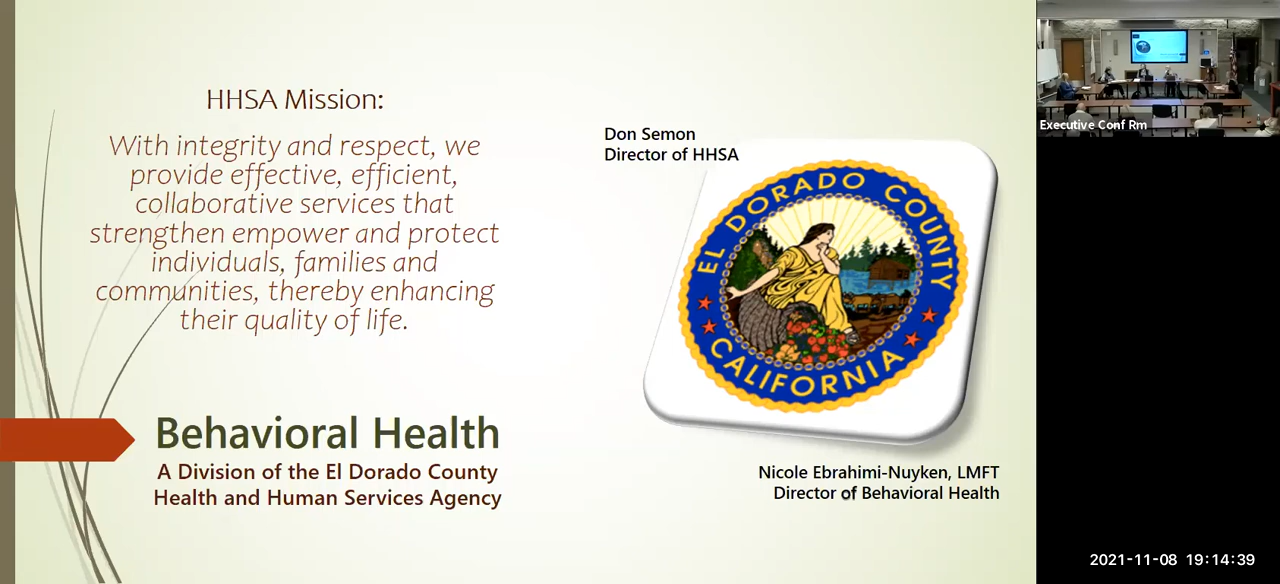 HHSA Mission:
With integrity and respect, we
provide effective, efficient,
collaborative services that
strengthen empower and protect
individuals, families and
communities, thereby enhancing
their quality of life.
Behavioral Health
A Division of the El Dorado County
Health and Human Services Agency
Don Semon
Director of HHSA
EL DORADO COUNTY
CALIFORNIA
Nicole Ebrahimi-Nuyken, LMFT
Director of Behavioral Health
Executive Conf Rm
2021-11-08 19:14:39